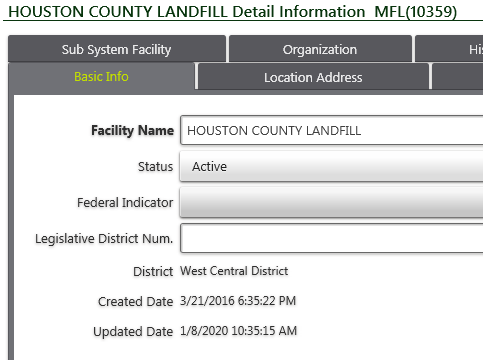 HOUSTON COUNTY LANDFILL Detail Information MFL(10359)
Sub System Facility Organization
Basic Info Location Address
Facility Name HOUSTON COUNTY LANDFILL
Status Active
Federal Indicator
Legislative District Num.
District West Central District
Created Date 3/21/2016 6:35:22 PM
Updated Date 1/8/2020 10:35:15 AM